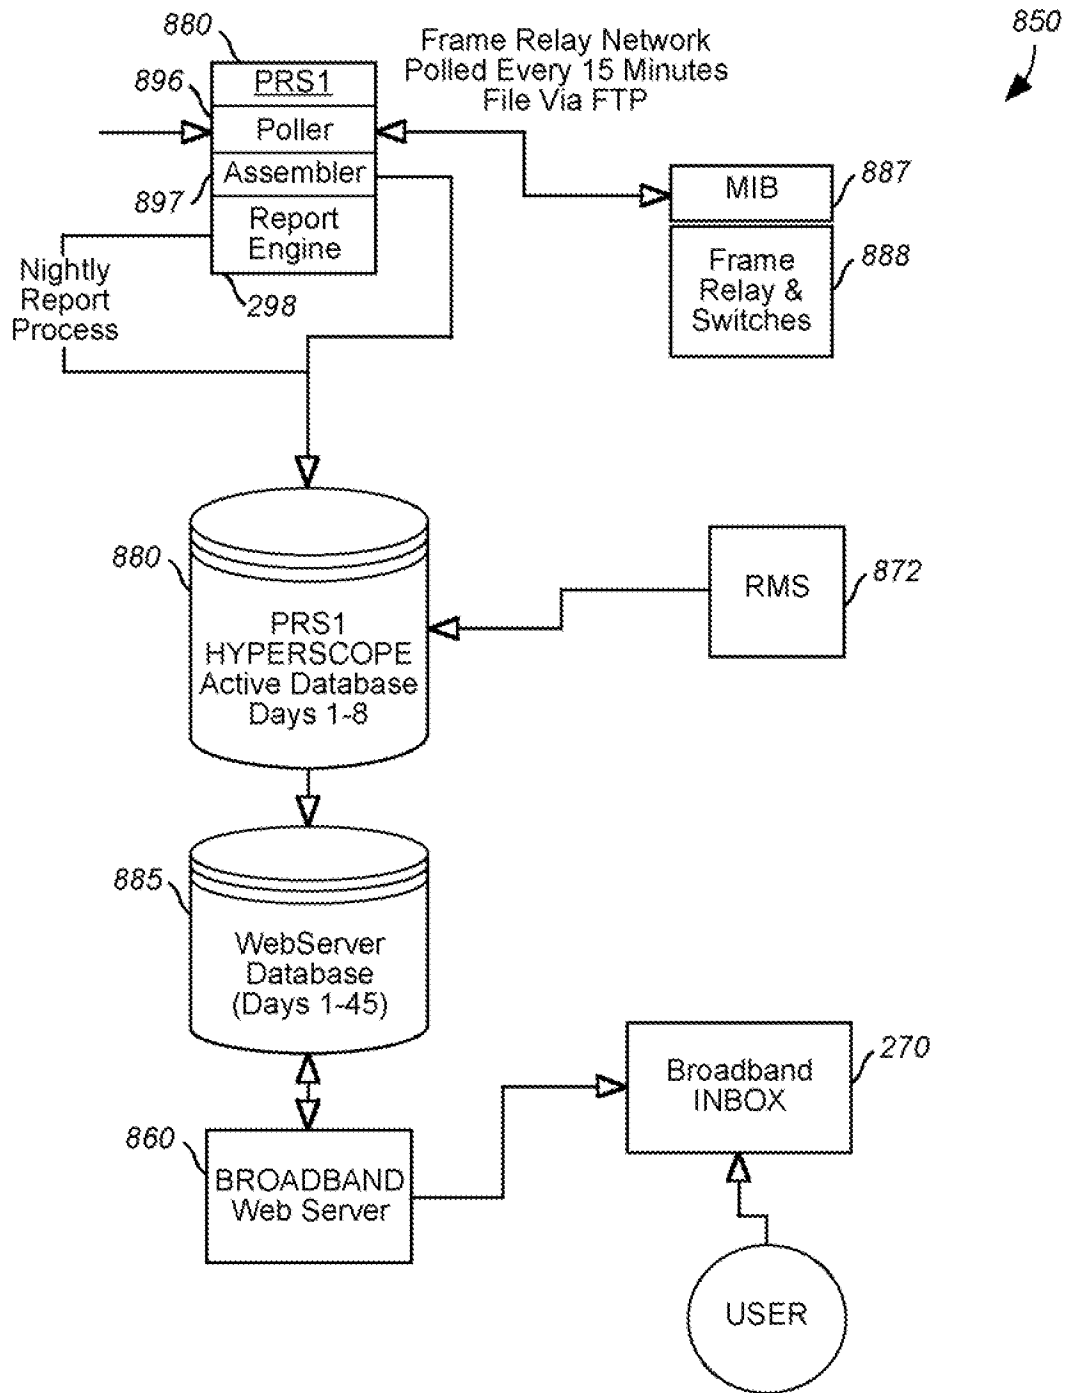 850
880
PRS1
896
Poller
897
Assembler
Report
Engine
298
Nightly
Report
Process
Frame Relay Network
Polled Every 15 Minutes
File Via FTP
MIB
887
Frame
Relay &
Switches
888
880
PRS1
HYPERSCOPE
Active Database
Days 1-8
RMS
872
885
WebServer
Database
(Days 1-45)
860
BROADBAND
Web Server
Broadband
INBOX
270
USER